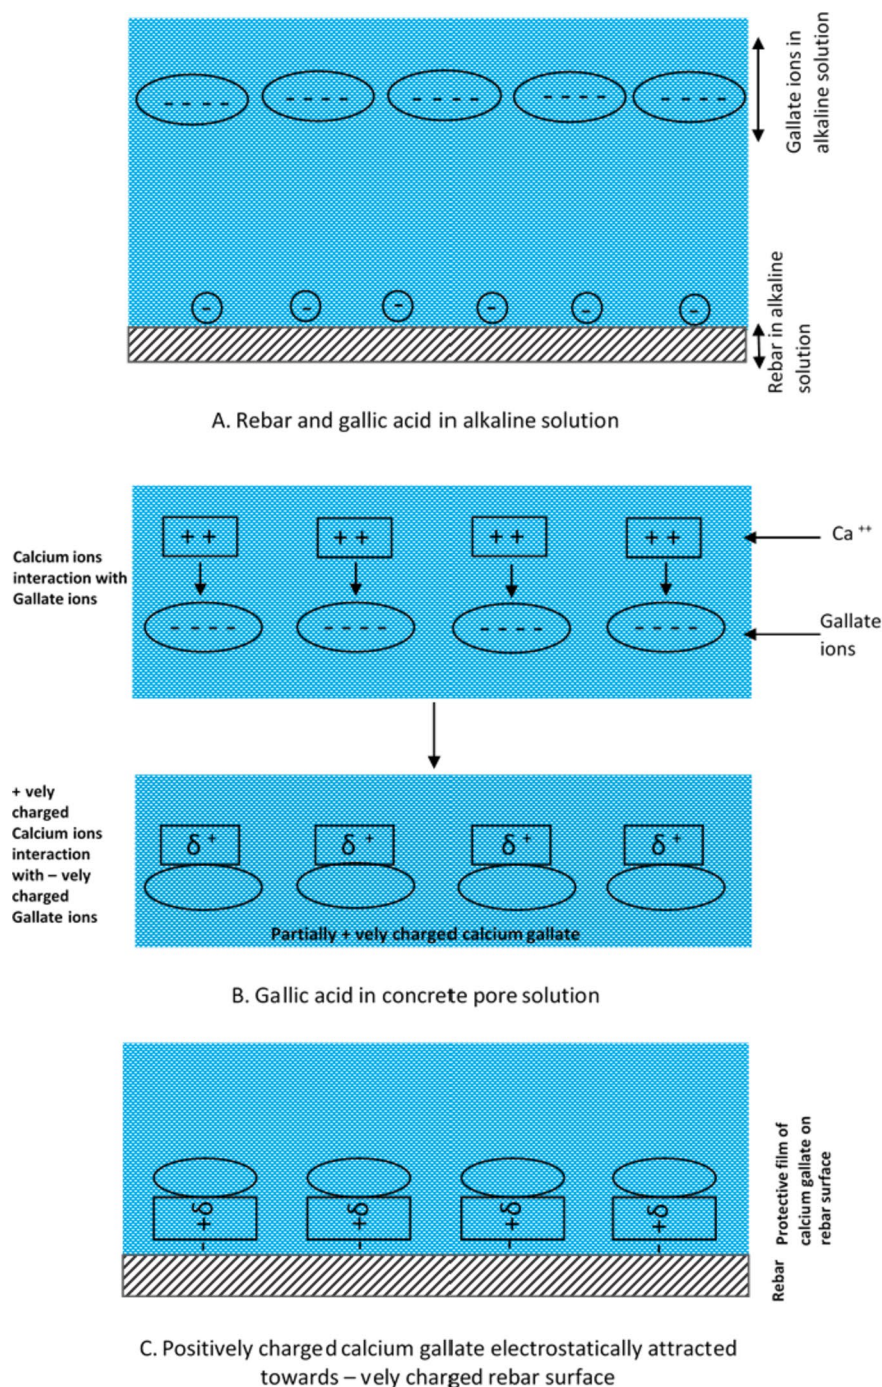 - - - -
- - - -
- - - -
- - - -
- - - -
Gallate ions in
alkaline solution
- - - - - -
Rebar in alkaline
solution
A. Rebar and gallic acid in alkaline solution
Calcium ions
interaction with
Gallate ions
+ + + + + + + +
Ca ++
- - - - - - - - - - - - - - - -
Gallate
ions
+ vely
charged
Calcium ions
interaction
with – vely
charged
Gallate ions
δ + δ + δ + δ +
Partially + vely charged calcium gallate
B. Gallic acid in concrete pore solution
+δ +δ +δ +δ
- - - -
Protective film of
calcium gallate on
rebar surface
Rebar
C. Positively charged calcium gallate electrostatically attracted
towards – vely charged rebar surface